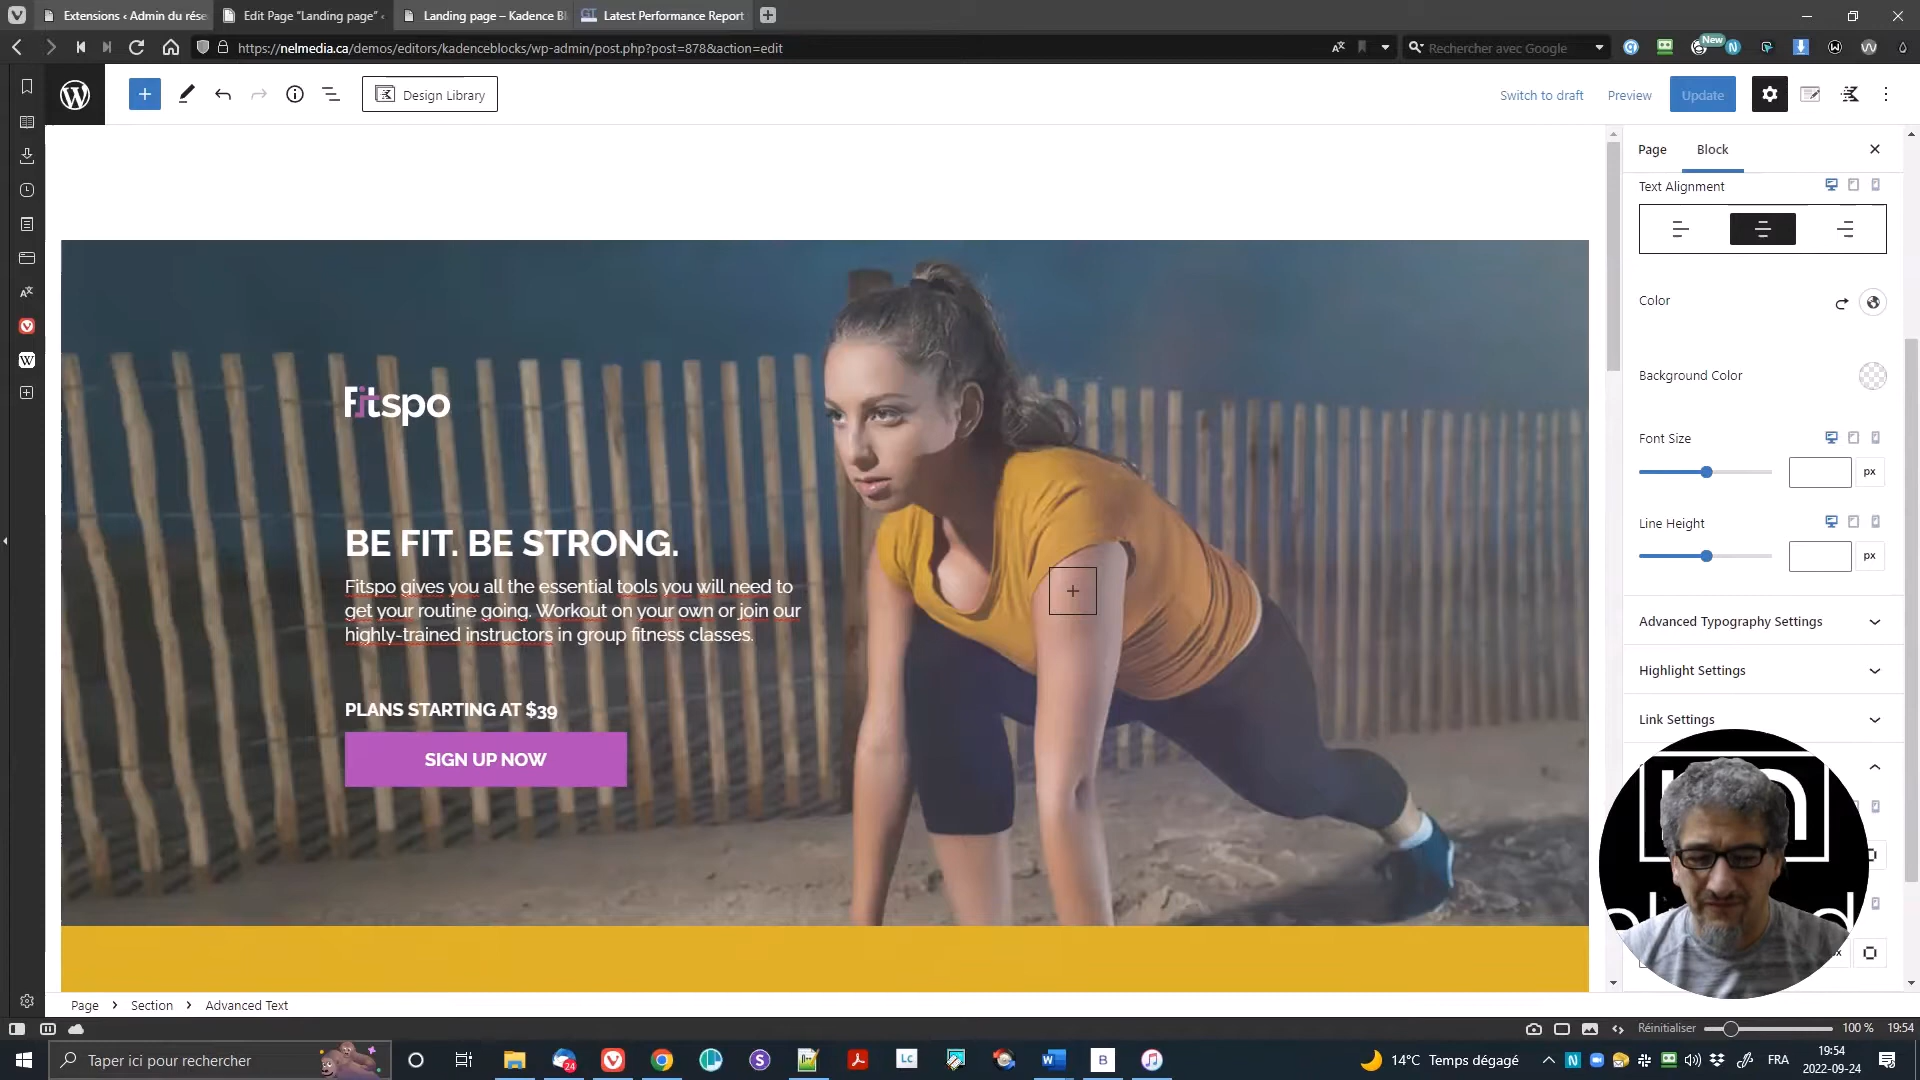 Extensions ‹ Admin du rése
Edit Page “Landing page” ‹
Landing page – Kadence Bl
GT
Latest Performance Report
https://nelmedia.ca/demos/editors/kadenceblocks/wp-admin/post.php?post=878&action=edit
Rechercher avec Google
New
Design Library
Switch to draft
Preview
Update
Page
Block
Text Alignment
Color
Background Color
Font Size
px
Line Height
px
Advanced Typography Settings
Highlight Settings
Link Settings
Fitspo
BE FIT. BE STRONG.
Fitspo gives you all the essential tools you will need to
get your routine going. Workout on your own or join our
highly-trained instructors in group fitness classes.
PLANS STARTING AT $39
SIGN UP NOW
Page
Section
Advanced Text
Réinitialiser
100 %
19:54
Taper ici pour rechercher
24
LC
B
14°C Temps dégagé
FRA
19:54
2022-09-24